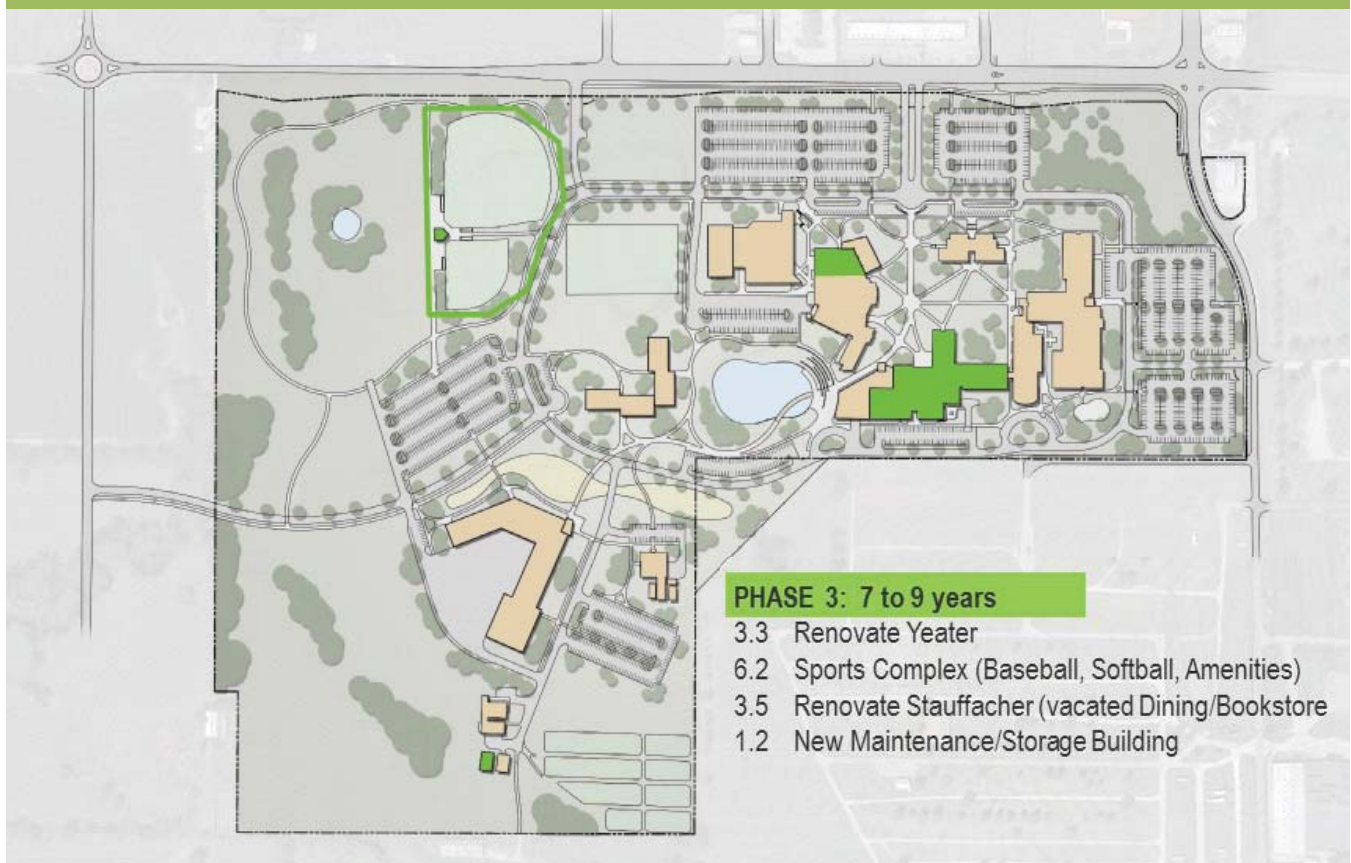 PHASE 3: 7 to 9 years
3.3 Renovate Yeater
6.2 Sports Complex (Baseball, Softball, Amenities)
3.5 Renovate Stauffacher (vacated Dining/Bookstore
1.2 New Maintenance/Storage Building